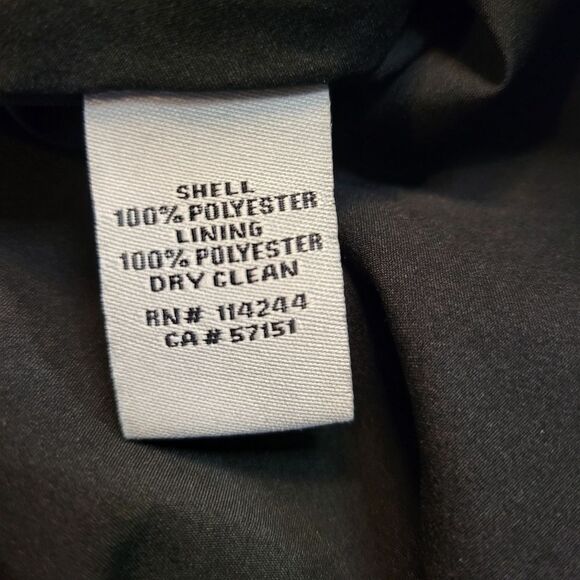 SHELL
100% POLYESTER
LINING
100% POLYESTER
DRY CLEAN
RN# 114244
CA# 57151